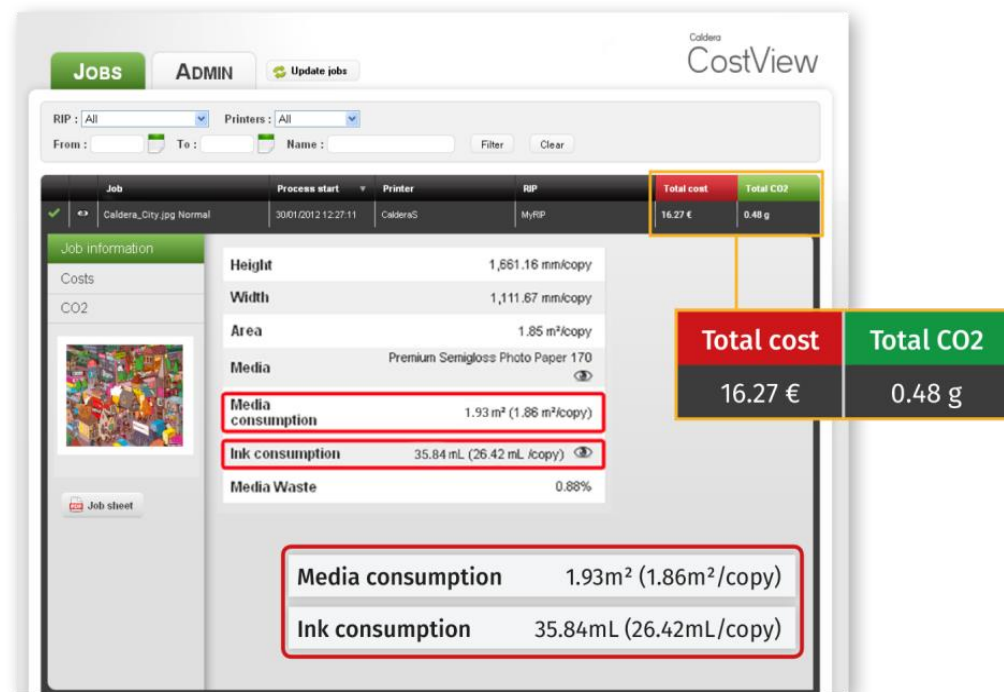 Caldera
CostView
JOBS ADMIN Update jobs
RIP : All Printers : All
From : To : Name : Filter Clear
Job Process start Printer RIP Total cost Total CO2
Caldera_City.jpg Normal 30/01/2012 12:27:11 CalderaS MyRIP 16.27 € 0.48 g
Job information
Costs
CO2
Height 1,661.16 mm/copy
Width 1,111.67 mm/copy
Area 1.85 m²/copy
Media Premium Semigloss Photo Paper 170
Media consumption 1.93 m² (1.86 m²/copy)
Ink consumption 35.84 mL (26.42 mL /copy)
Media Waste 0.88%
PDF Job sheet
Total cost Total CO2
16.27 € 0.48 g
Media consumption 1.93m² (1.86m²/copy)
Ink consumption 35.84mL (26.42mL/copy)